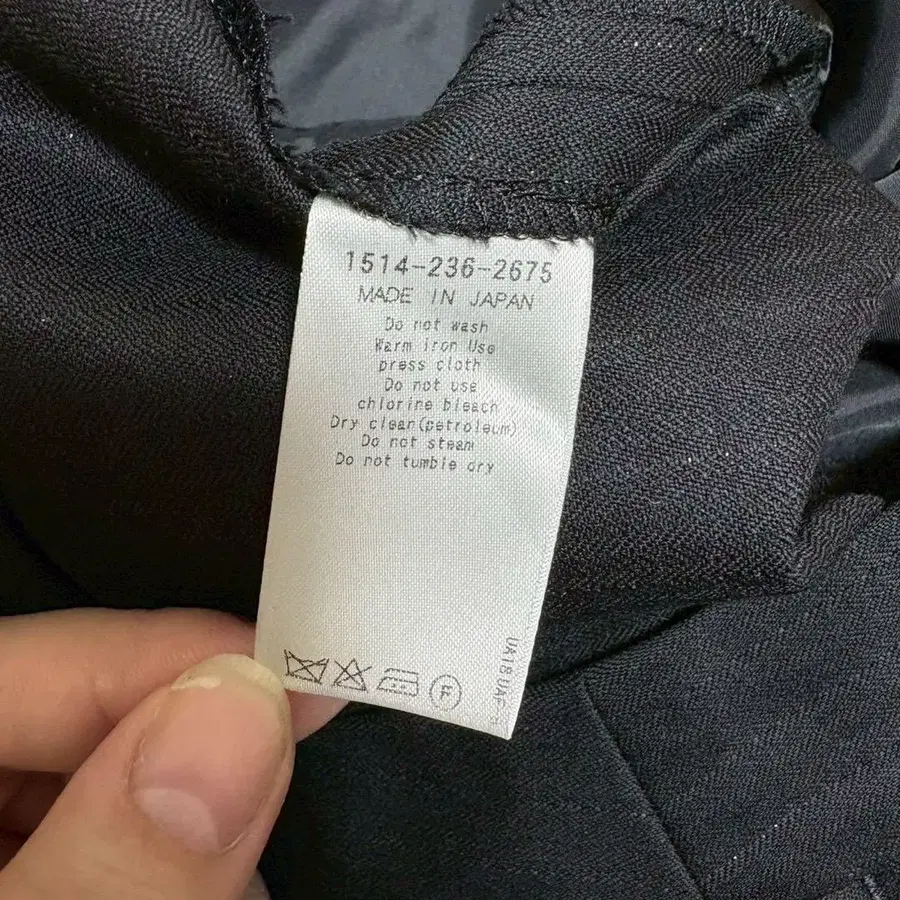 1514-236-2675
MADE IN JAPAN
Do not wash
Warm iron Use
press cloth
Do not use
chlorine bleach
Dry clean(petroleum)
Do not steam
Do not tumble dry
F